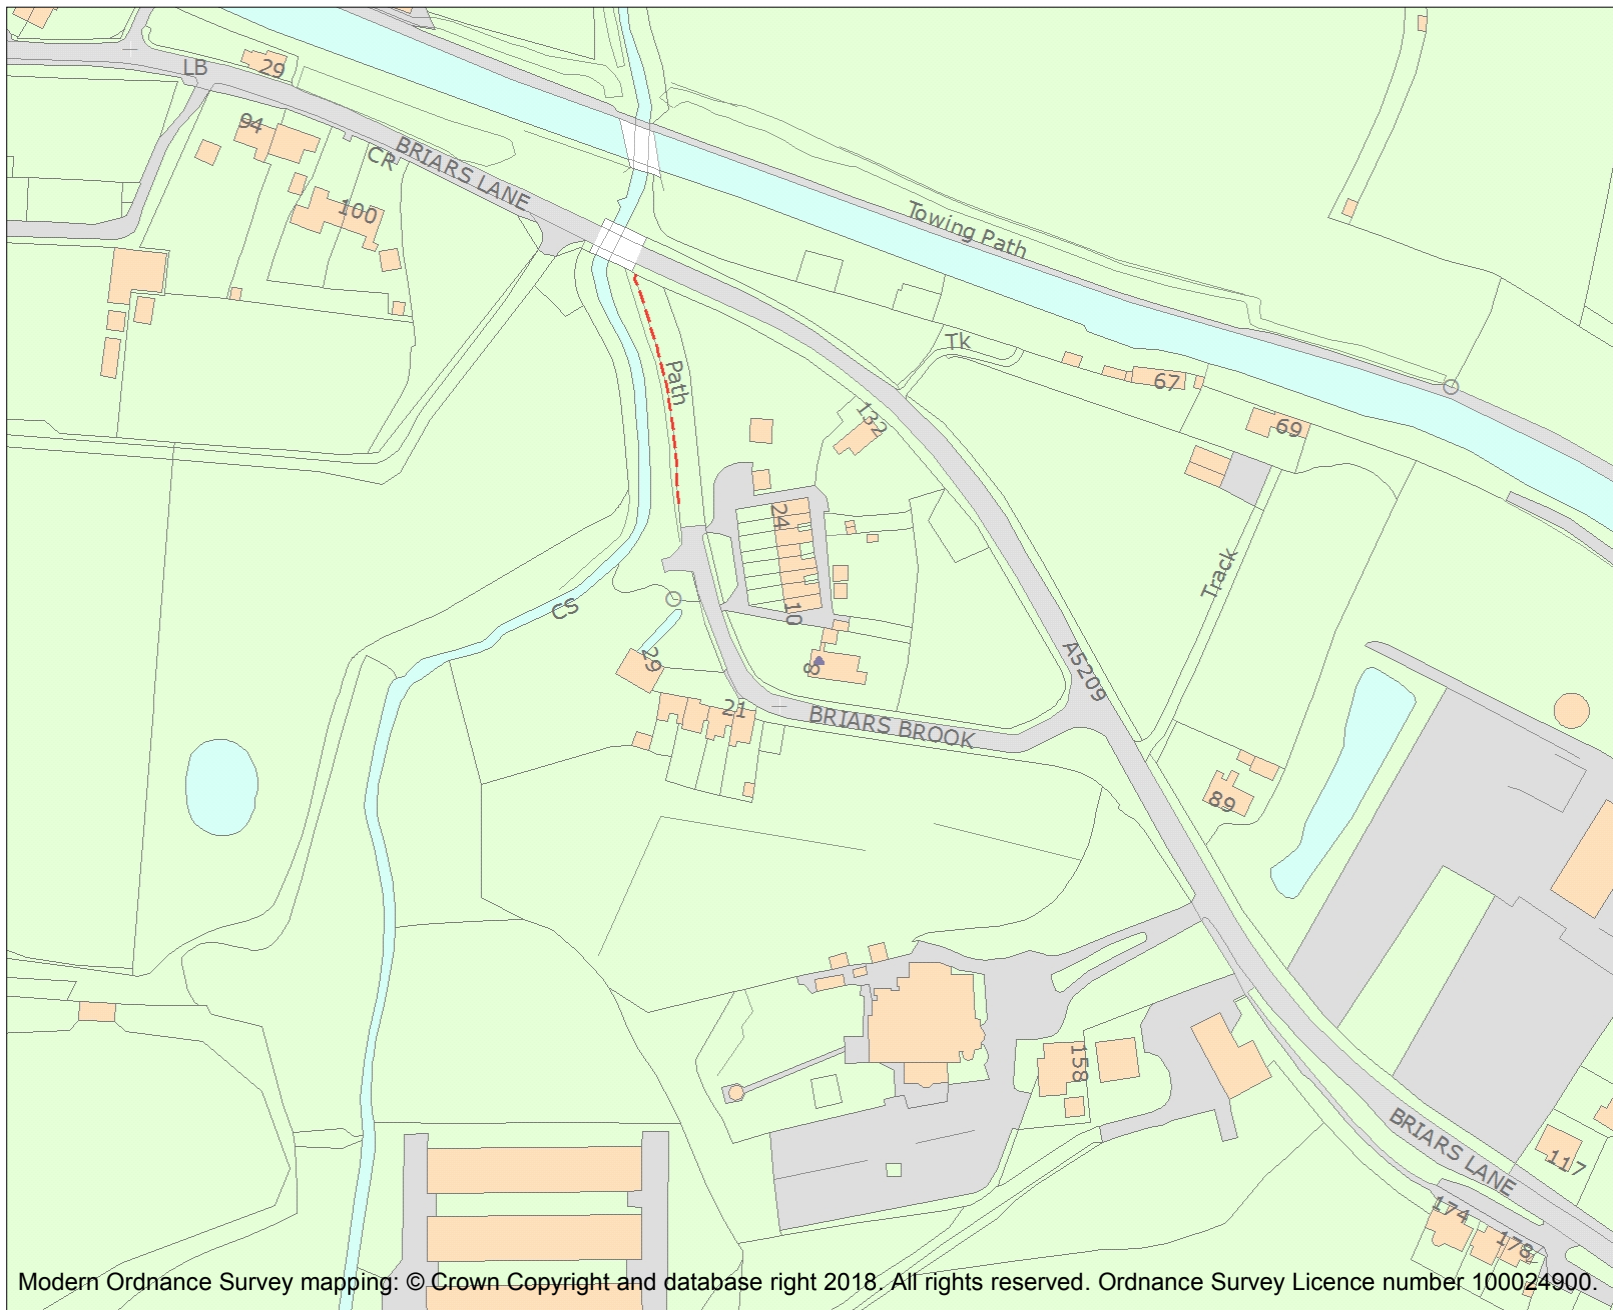 LB
29
94
CR
BRIARS LANE
100
Towing Path
Tk
Path
67
69
132
24
Track
CS
10
29
8
A5209
21
BRIARS BROOK
89
158
BRIARS LANE
117
174
178
Modern Ordnance Survey mapping: © Crown Copyright and database right 2018. All rights reserved. Ordnance Survey Licence number 100024900.